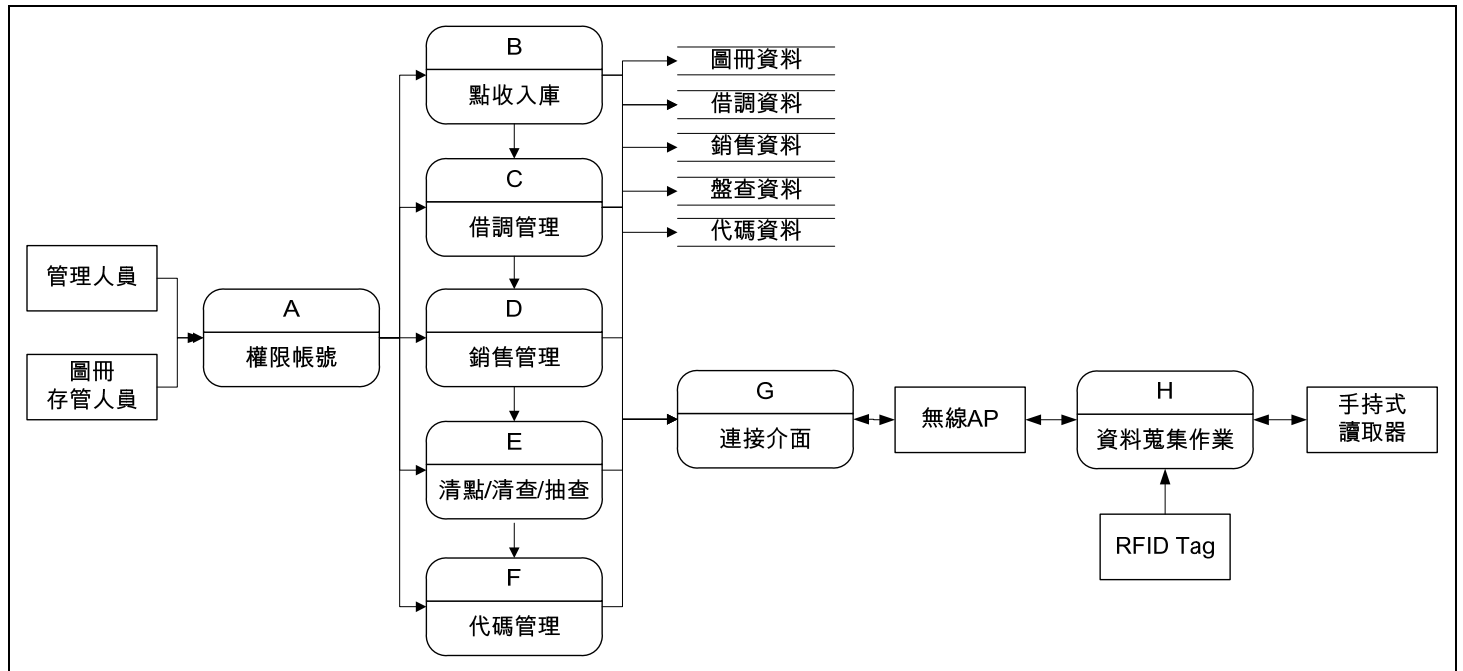 管理人員
圖冊
存管人員
A
權限帳號
B
點收入庫
C
借調管理
D
銷售管理
E
清點/清查/抽查
F
代碼管理
圖冊資料
借調資料
銷售資料
盤查資料
代碼資料
G
連接介面
無線AP
H
資料蒐集作業
手持式
讀取器
RFID Tag